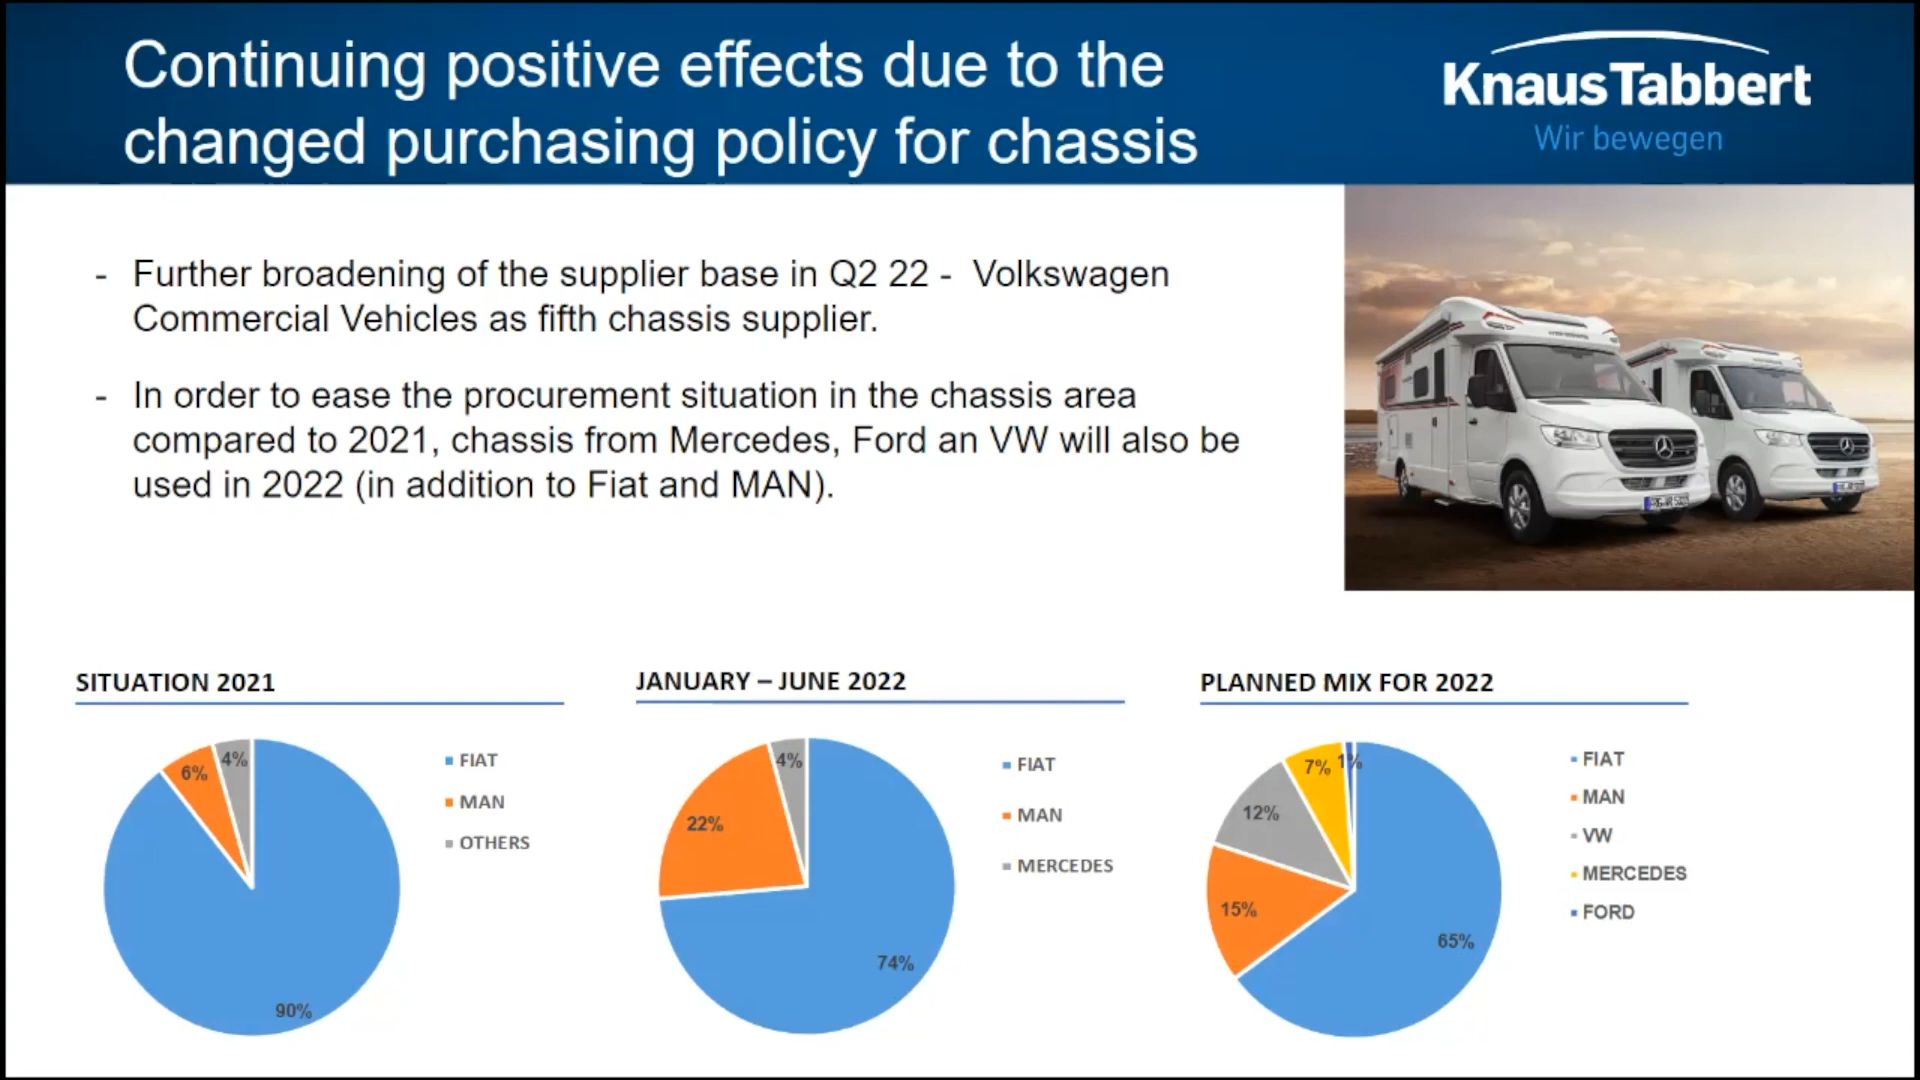 Continuing positive effects due to the
changed purchasing policy for chassis
KnausTabbert
Wir bewegen
- Further broadening of the supplier base in Q2 22 - Volkswagen
Commercial Vehicles as fifth chassis supplier.
- In order to ease the procurement situation in the chassis area
compared to 2021, chassis from Mercedes, Ford an VW will also be
used in 2022 (in addition to Fiat and MAN).
SITUATION 2021
4%
6%
90%
FIAT
MAN
OTHERS
JANUARY – JUNE 2022
4%
22%
74%
FIAT
MAN
MERCEDES
PLANNED MIX FOR 2022
1%
7%
12%
15%
65%
FIAT
MAN
VW
MERCEDES
FORD